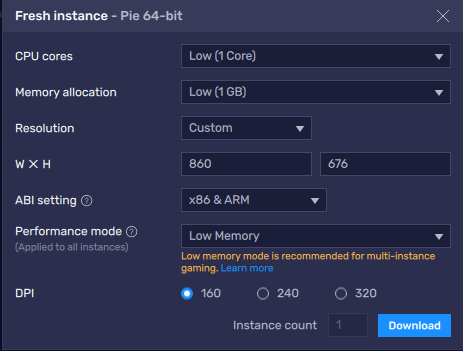 Fresh instance - Pie 64-bit
CPU cores Low (1 Core)
Memory allocation Low (1 GB)
Resolution Custom
W X H 860 676
ABI setting ? x86 & ARM
Performance mode ? Low Memory
(Applied to all instances)
Low memory mode is recommended for multi-instance
gaming. Learn more
DPI 160 240 320
Instance count 1 Download